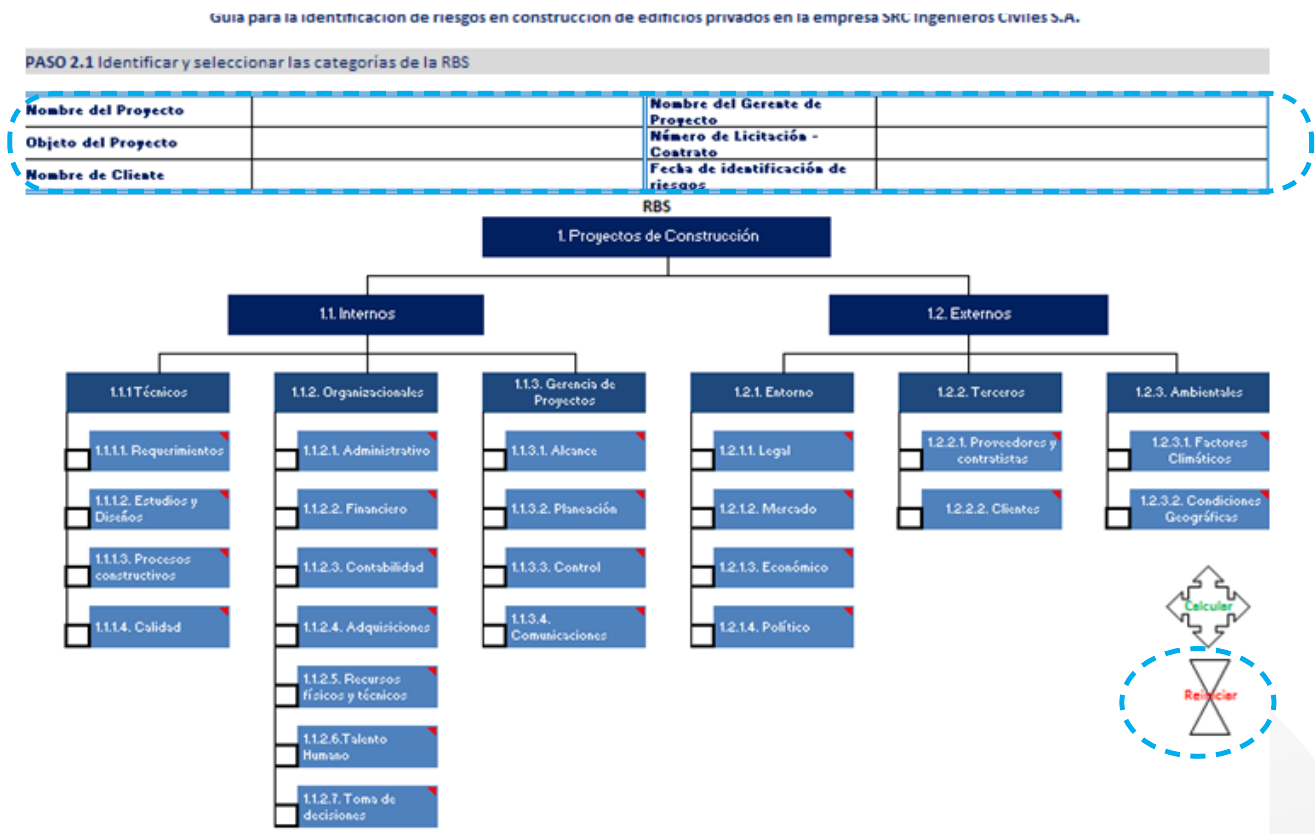 Guía para la identificación de riesgos en construcción de edificios privados en la empresa SRC Ingenieros Civiles S.A.
PASO 2.1 Identificar y seleccionar las categorías de la RBS
Nombre del Proyecto
Nombre del Gerente de
Proyecto
Objeto del Proyecto
Número de Licitación -
Contrato
Nombre de Cliente
Fecha de identificación de
riesgos
RBS
1. Proyectos de Construcción
1.1. Internos
1.2. Externos
1.1.1 Técnicos
1.1.2. Organizacionales
1.1.3. Gerencia de
Proyectos
1.2.1. Entorno
1.2.2. Terceros
1.2.3. Ambientales
1.1.1.1. Requerimientos
1.1.2.1. Administrativo
1.1.3.1. Alcance
1.2.1.1. Legal
1.2.2.1. Proveedores y
contratistas
1.2.3.1. Factores
Climáticos
1.1.1.2. Estudios y
Diseños
1.1.2.2. Financiero
1.1.3.2. Planeación
1.2.1.2. Mercado
1.2.2.2. Clientes
1.2.3.2. Condiciones
Geográficas
1.1.1.3. Procesos
constructivos
1.1.2.3. Contabilidad
1.1.3.3. Control
1.2.1.3. Económico
1.1.1.4. Calidad
1.1.2.4. Adquisiciones
1.1.3.4.
Comunicaciones
1.2.1.4. Político
Calcular
1.1.2.5. Recursos
físicos y técnicos
Reiniciar
1.1.2.6.Talento
Humano
1.1.2.7. Toma de
decisiones